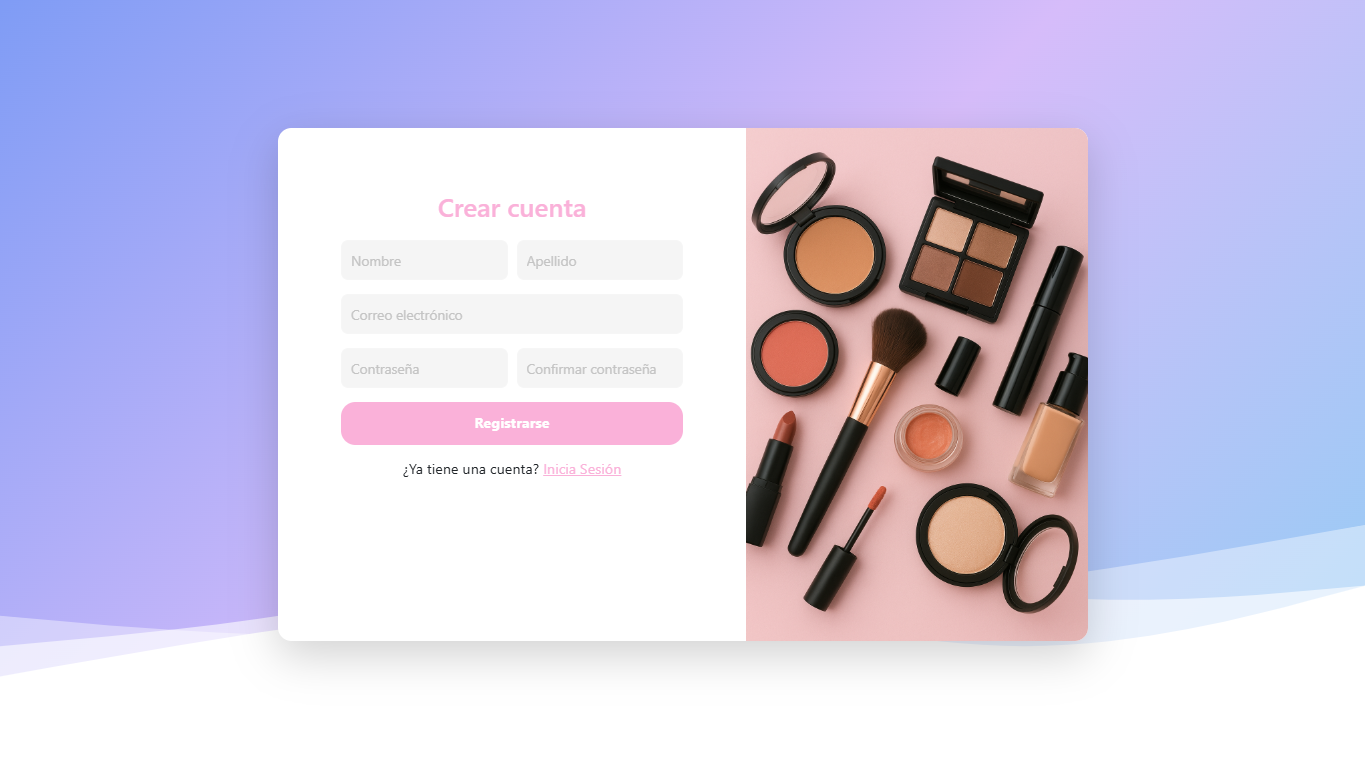 Crear cuenta
Nombre Apellido
Correo electrónico
Contraseña Confirmar contraseña
Registrarse
¿Ya tiene una cuenta? Inicia Sesión